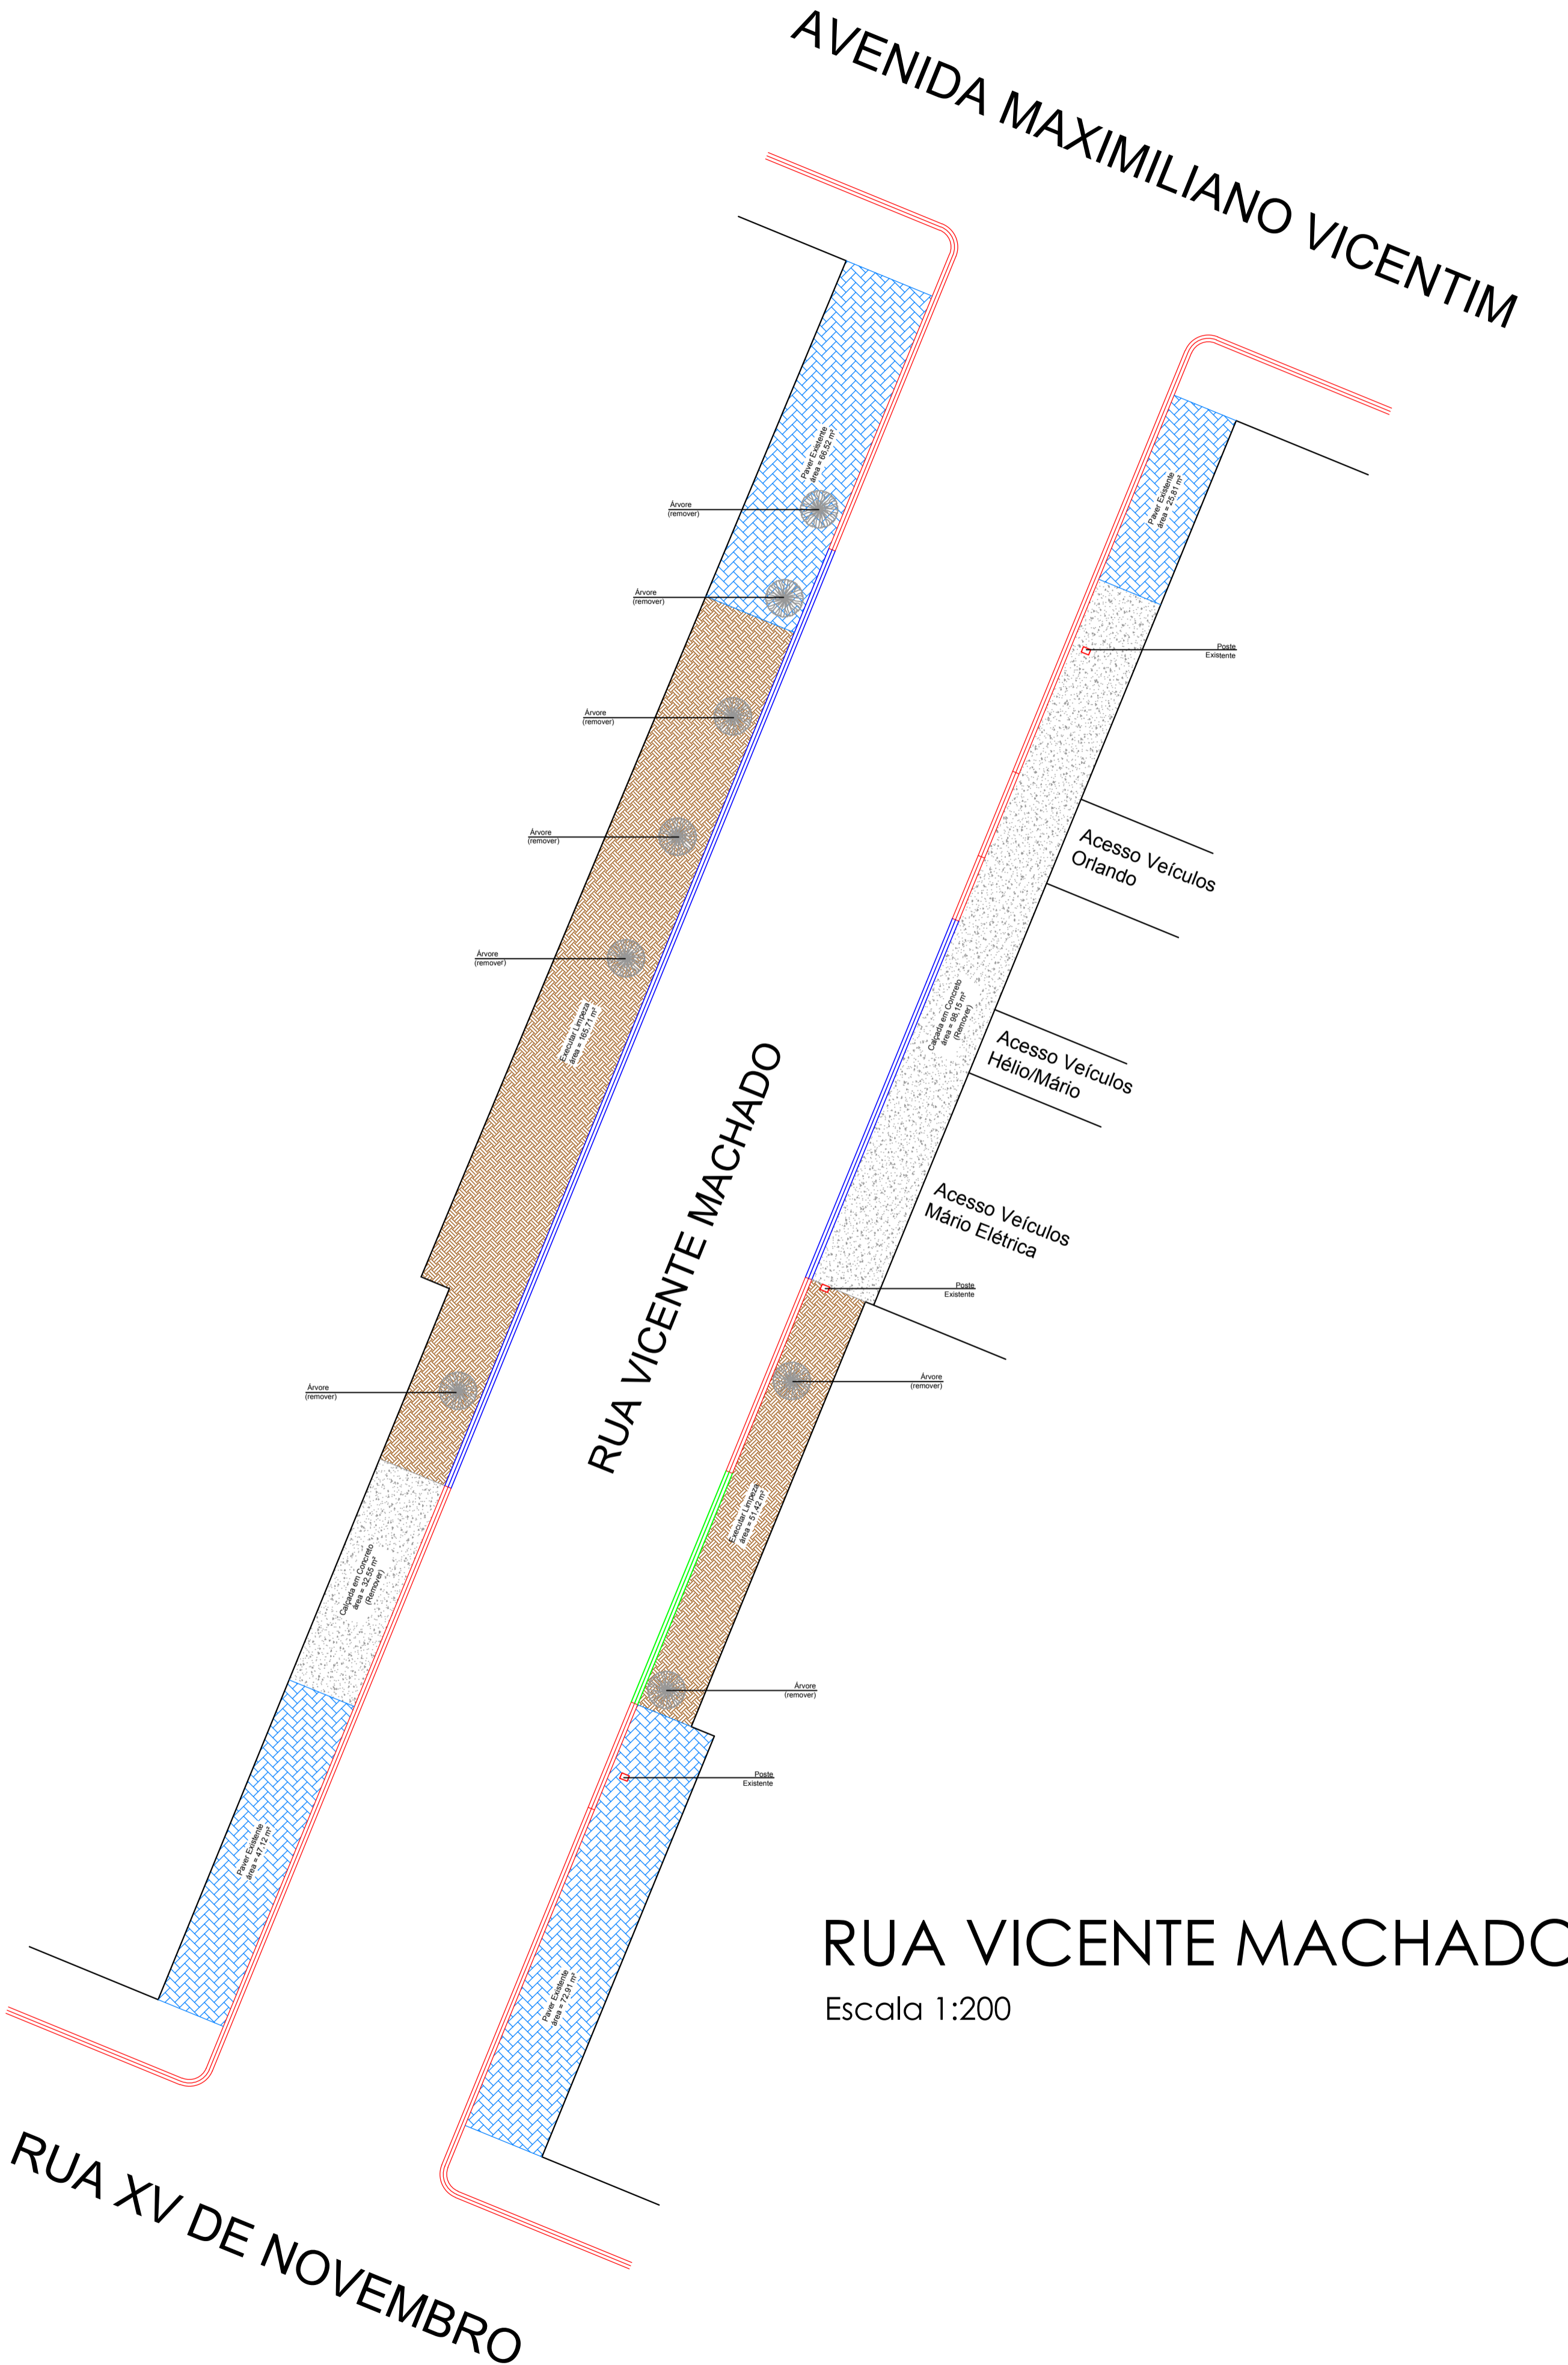 AVENIDA MAXIMILIANO VICENTIM
Paver Existente
área = 66,52 m²
Árvore
(remover)
Árvore
(remover)
Árvore
(remover)
Árvore
(remover)
Árvore
(remover)
Executar Limpeza
área = 165,71 m²
Árvore
(remover)
Calçada em Concreto
área = 32,55 m²
(Remover)
Paver Existente
área = 47,12 m²
RUA VICENTE MACHADO
Paver Existente
área = 25,81 m²
Poste
Existente
Acesso Veículos
Orlando
Calçada em Concreto
área = 98,15 m²
(Remover)
Acesso Veículos
Hélio/Mário
Acesso Veículos
Mário Elétrica
Poste
Existente
Árvore
(remover)
Executar Limpeza
área = 51,42 m²
Árvore
(remover)
Poste
Existente
Paver Existente
área = 72,91 m²
RUA VICENTE MACHADO
Escala 1:200
RUA XV DE NOVEMBRO